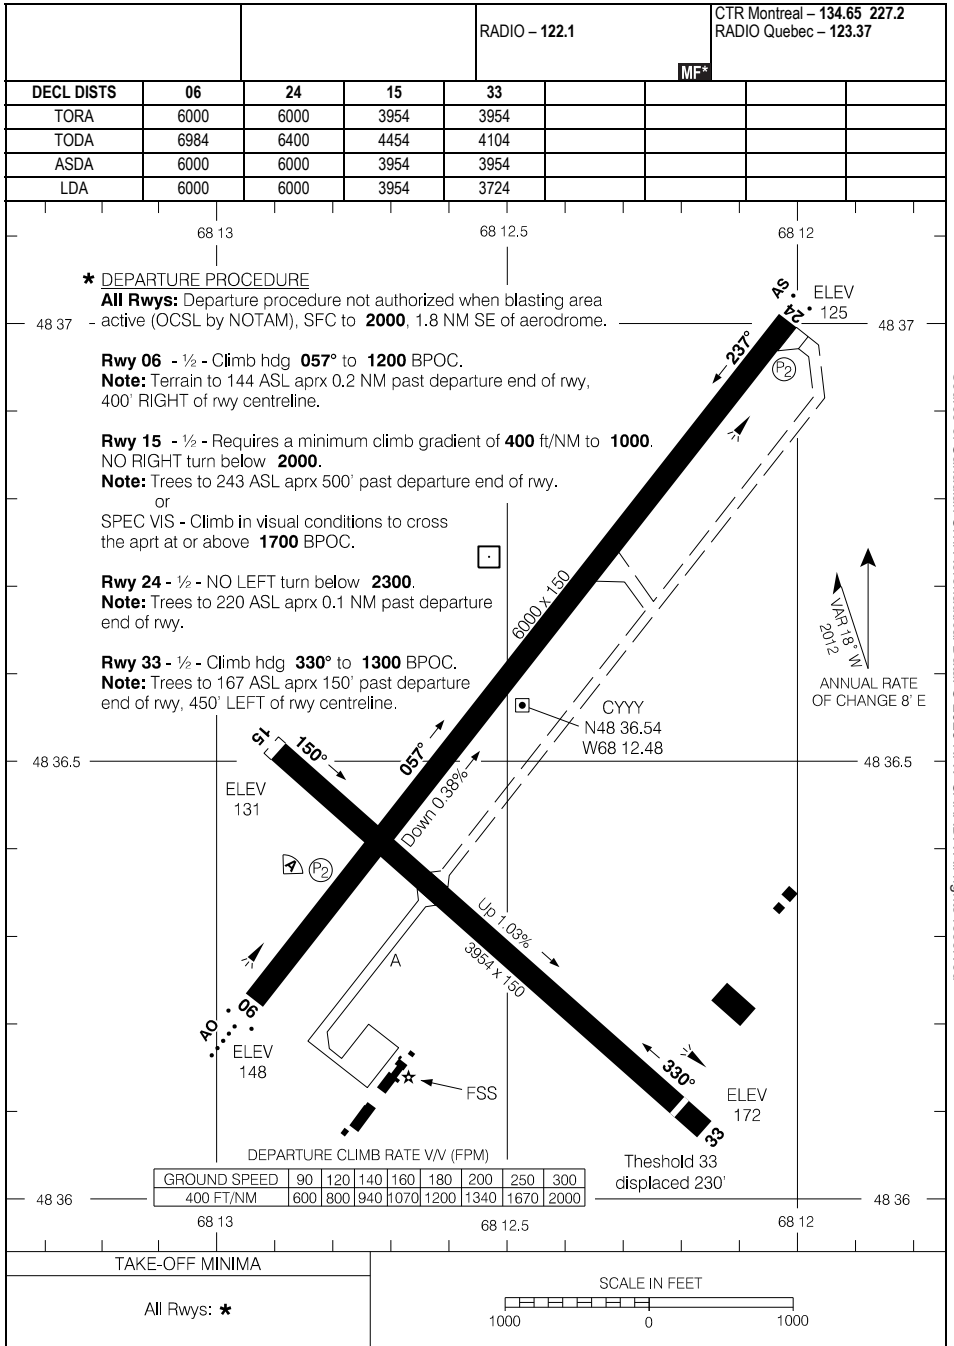 RADIO – 122.1
CTR Montreal – 134.65 227.2
RADIO Quebec – 123.37
MF*
DECL DISTS 06 24 15 33
TORA 6000 6000 3954 3954
TODA 6984 6400 4454 4104
ASDA 6000 6000 3954 3954
LDA 6000 6000 3954 3724
68 13 68 12.5 68 12
* DEPARTURE PROCEDURE
All Rwys: Departure procedure not authorized when blasting area
active (OCSL by NOTAM), SFC to 2000, 1.8 NM SE of aerodrome.
48 37
48 37
Rwy 06 - ½ - Climb hdg 057° to 1200 BPOC.
Note: Terrain to 144 ASL aprx 0.2 NM past departure end of rwy,
400' RIGHT of rwy centreline.
Rwy 15 - ½ - Requires a minimum climb gradient of 400 ft/NM to 1000.
NO RIGHT turn below 2000.
Note: Trees to 243 ASL aprx 500' past departure end of rwy.
or
SPEC VIS - Climb in visual conditions to cross
the aprt at or above 1700 BPOC.
Rwy 24 - ½ - NO LEFT turn below 2300.
Note: Trees to 220 ASL aprx 0.1 NM past departure
end of rwy.
Rwy 33 - ½ - Climb hdg 330° to 1300 BPOC.
Note: Trees to 167 ASL aprx 150' past departure
end of rwy, 450' LEFT of rwy centreline.
AS
24
ELEV
125
237°
P2
6000 x 150
VAR 18° W
2012
ANNUAL RATE
OF CHANGE 8' E
CYYY
N48 36.54
W68 12.48
15
150°
057°
Down 0.38%
48 36.5
48 36.5
ELEV
131
A
P2
Up 1.03%
3954 x 150
A
06
AO
ELEV
148
FSS
330°
ELEV
172
33
Theshold 33
displaced 230'
DEPARTURE CLIMB RATE V/V (FPM)
GROUND SPEED 90 120 140 160 180 200 250 300
400 FT/NM 600 800 940 1070 1200 1340 1670 2000
48 36
48 36
68 13 68 12.5 68 12
TAKE-OFF MINIMA
All Rwys: *
SCALE IN FEET
1000 0 1000